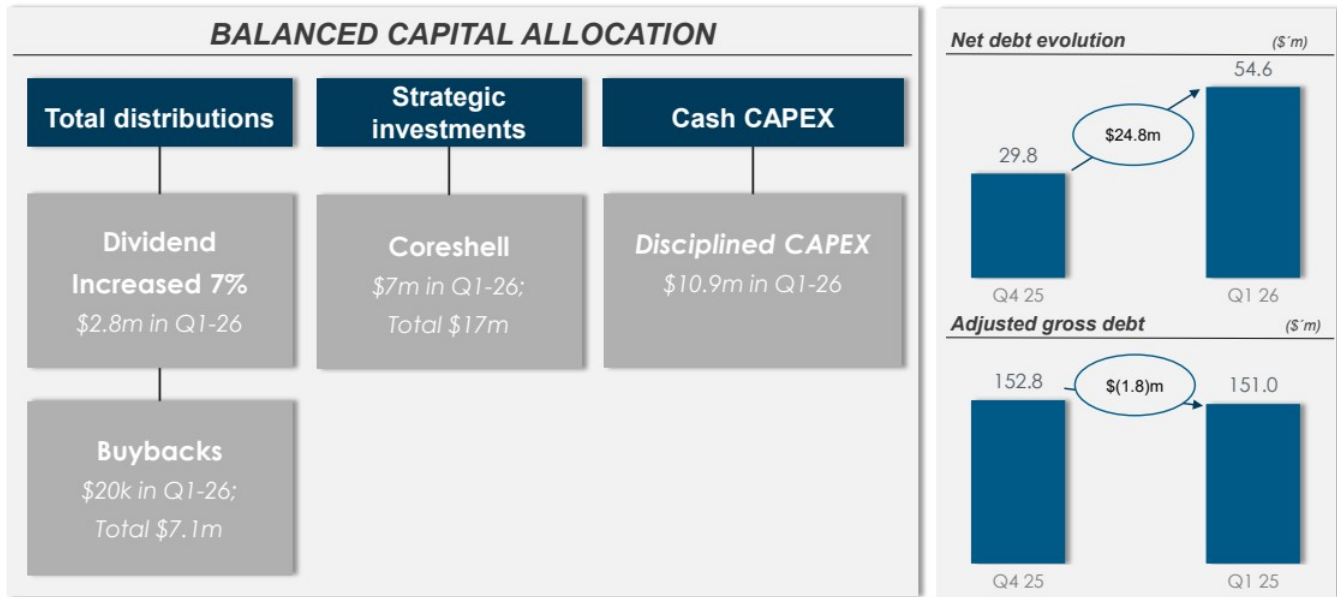 BALANCED CAPITAL ALLOCATION
Total distributions
Dividend
Increased 7%
$2.8m in Q1-26
Buybacks
$20k in Q1-26;
Total $7.1m
Strategic
investments
Coreshell
$7m in Q1-26;
Total $17m
Cash CAPEX
Disciplined CAPEX
$10.9m in Q1-26
Net debt evolution ($´m)
54.6
$24.8m
29.8
Q4 25 Q1 26
Adjusted gross debt ($´m)
152.8 $(1.8)m 151.0
Q4 25 Q1 25